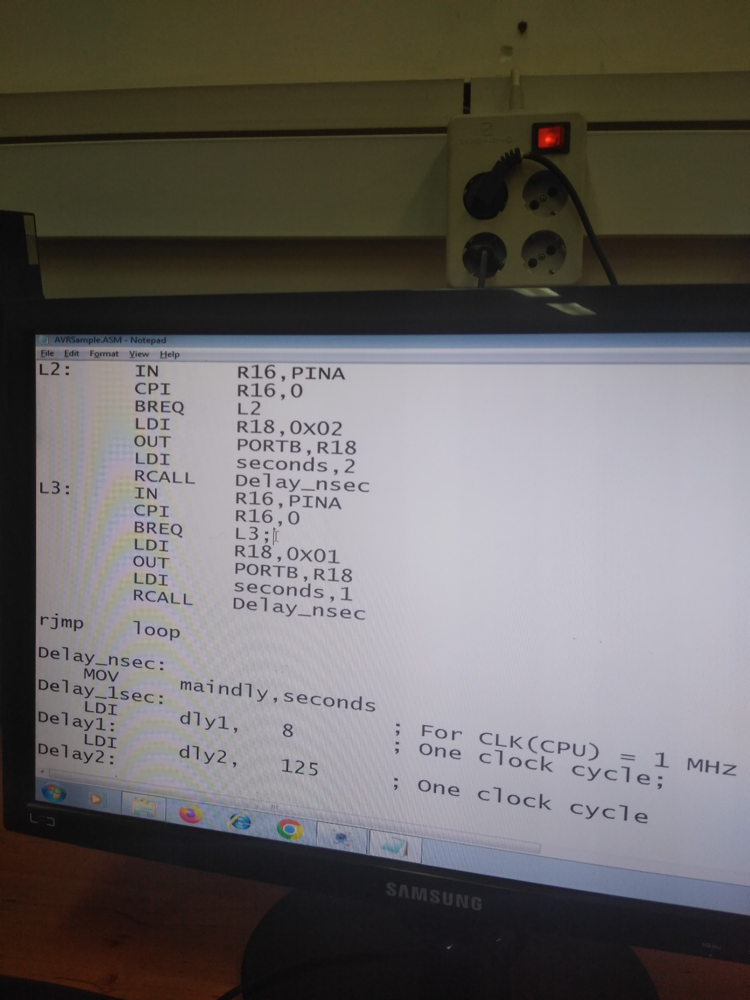 AVRSample.ASM - Notepad
File Edit Format View Help
L2: IN R16,PINA
CPI R16,0
BREQ L2
LDI R18,0X02
OUT PORTB,R18
LDI seconds,2
RCALL Delay_nsec
L3: IN R16,PINA
CPI R16,0
BREQ L3;
LDI R18,0X01
OUT PORTB,R18
LDI seconds,1
RCALL Delay_nsec
rjmp loop
Delay_nsec:
MOV maindly,seconds
Delay_1sec: ; For CLK(CPU) = 1 MHZ
LDI dly1, 8 ; One clock cycle;
Delay1:
LDI dly2, 125 ; One clock cycle
Delay2:
SAMSUNG
MENU